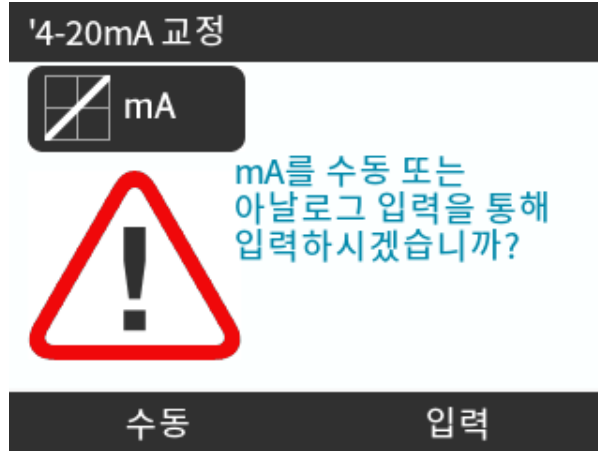 '4-20mA 교정
mA
mA를 수동 또는
아날로그 입력을 통해
입력하시겠습니까?
수동 입력